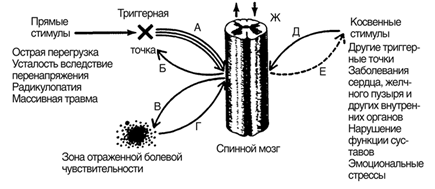 Прямые
стимулы
Триггерная
точка
А
Б
В
Г
Ж
Д
Е
Острая перегрузка
Усталость вследствие
перенапряжения
Радикулопатия
Массивная травма
Зона отраженной болевой
чувствительности
Спинной мозг
Косвенные
стимулы
Другие триггер-
ные точки
Заболевания
сердца, желч-
ного пузыря и
других внутрен-
них органов
Нарушение
функции сус-
тавов
Эмоциональные
стрессы